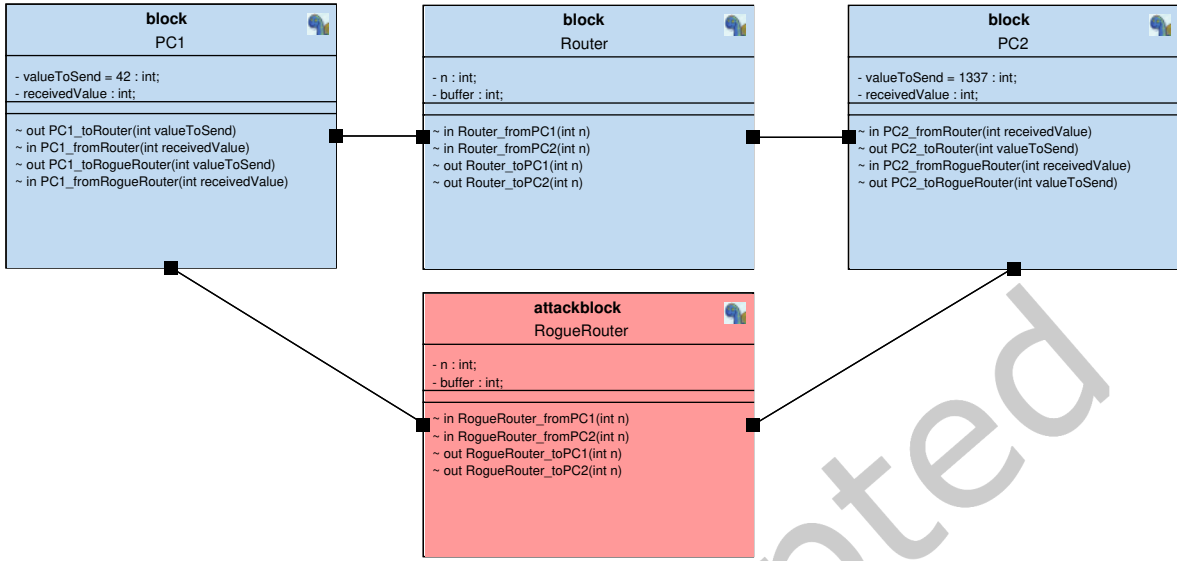 block
PC1
- valueToSend = 42 : int;
- receivedValue : int;
~ out PC1_toRouter(int valueToSend)
~ in PC1_fromRouter(int receivedValue)
~ out PC1_toRogueRouter(int valueToSend)
~ in PC1_fromRogueRouter(int receivedValue)
block
Router
- n : int;
- buffer : int;
~ in Router_fromPC1(int n)
~ in Router_fromPC2(int n)
~ out Router_toPC1(int n)
~ out Router_toPC2(int n)
block
PC2
- valueToSend = 1337 : int;
- receivedValue : int;
~ in PC2_fromRouter(int receivedValue)
~ out PC2_toRouter(int valueToSend)
~ in PC2_fromRogueRouter(int receivedValue)
~ out PC2_toRogueRouter(int valueToSend)
attackblock
RogueRouter
- n : int;
- buffer : int;
~ in RogueRouter_fromPC1(int n)
~ in RogueRouter_fromPC2(int n)
~ out RogueRouter_toPC1(int n)
~ out RogueRouter_toPC2(int n)